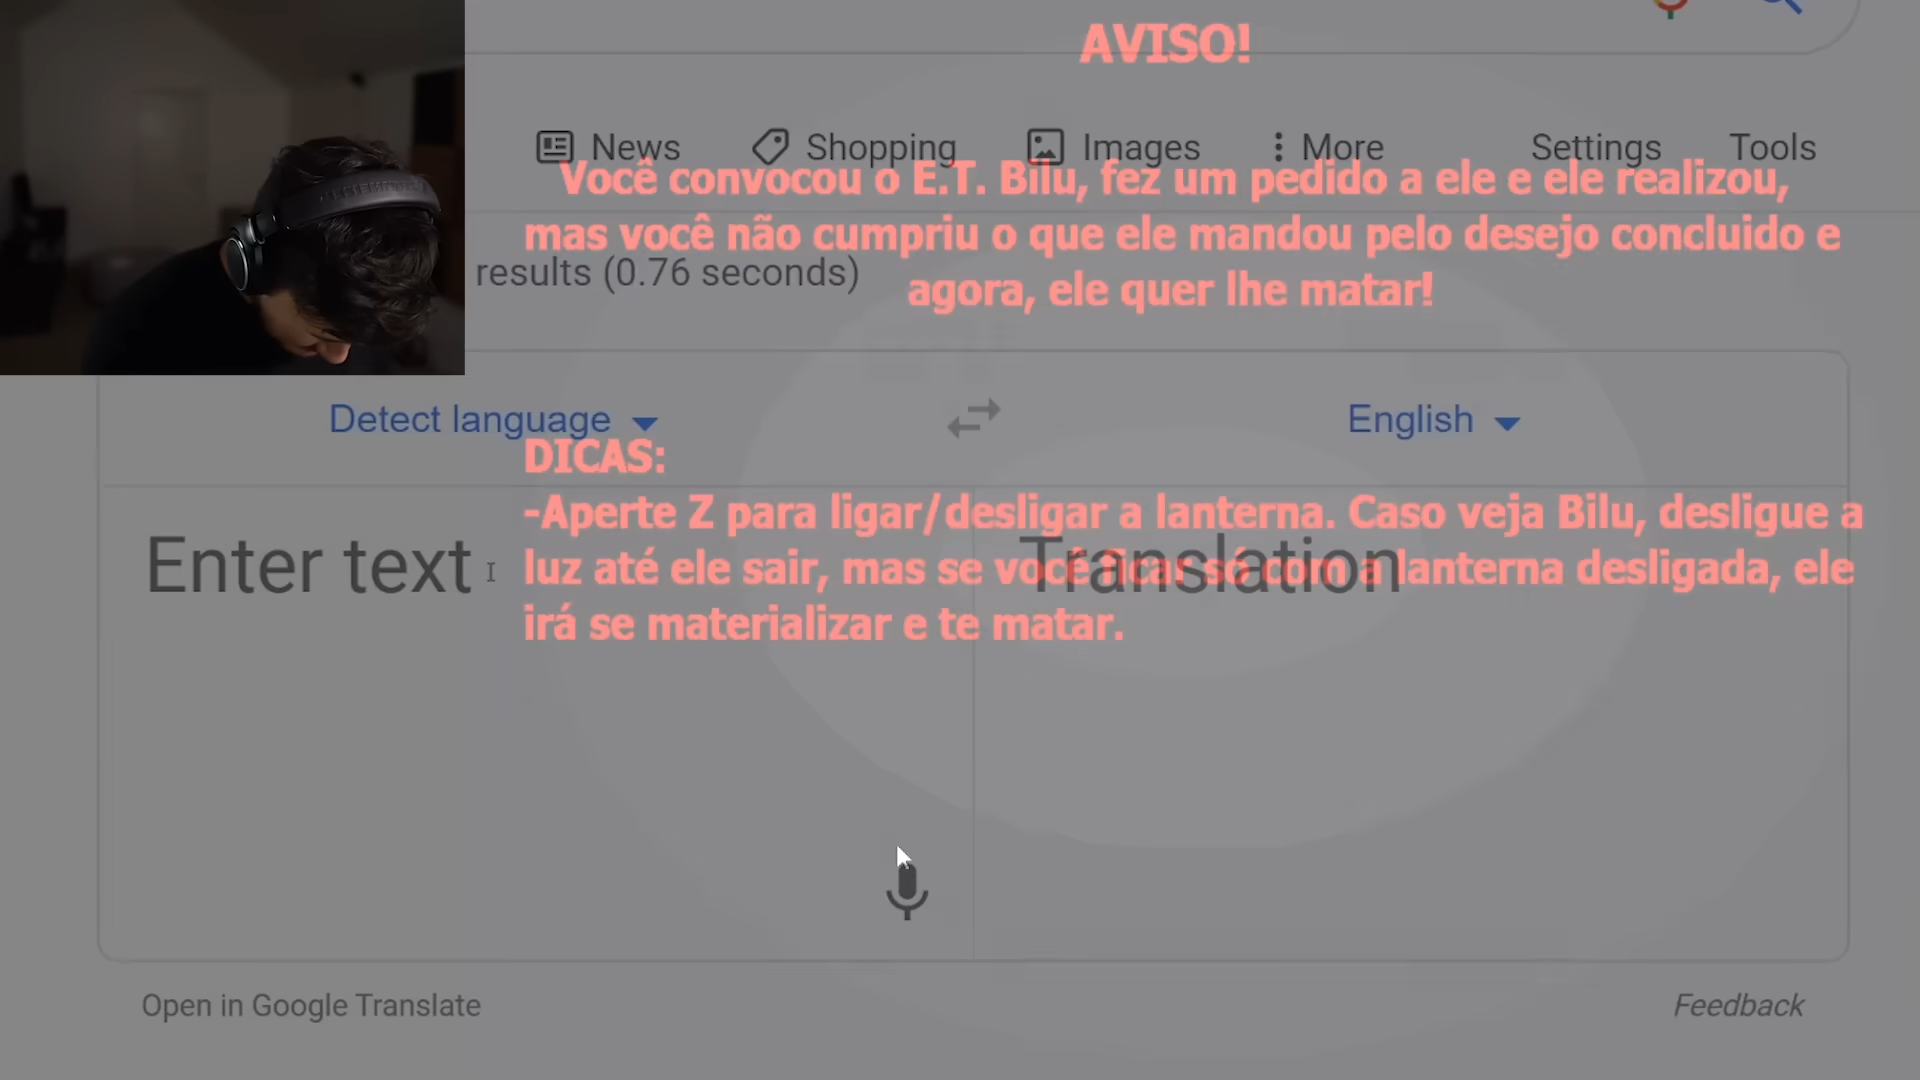 AVISO!
News Shopping Images More Settings Tools
Você convocou o E.T. Bilu, fez um pedido a ele e ele realizou,
mas você não cumpriu o que ele mandou pelo desejo concluido e
results (0.76 seconds)
agora, ele quer lhe matar!
Detect language English
DICAS:
-Aperte Z para ligar/desligar a lanterna. Caso veja Bilu, desligue a
Enter text Translation
luz até ele sair, mas se você ficar só com a lanterna desligada, ele
irá se materializar e te matar.
Open in Google Translate Feedback